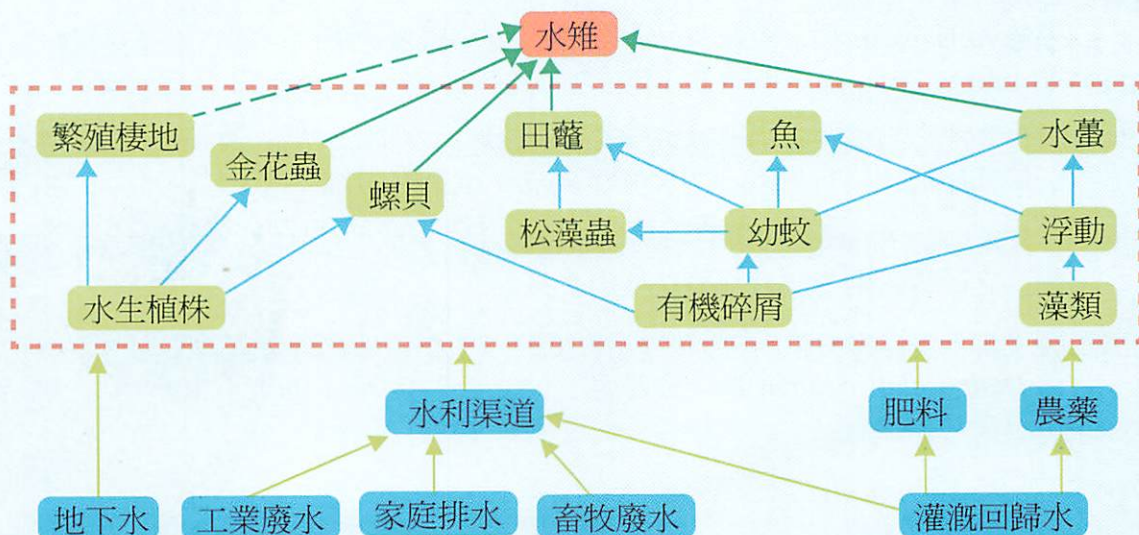 水雉
繁殖棲地
金花蟲
螺貝
田鼈
魚
水蠆
松藻蟲
幼蚊
浮動
水生植株
有機碎屑
藻類
水利渠道
肥料
農藥
地下水
工業廢水
家庭排水
畜牧廢水
灌溉回歸水